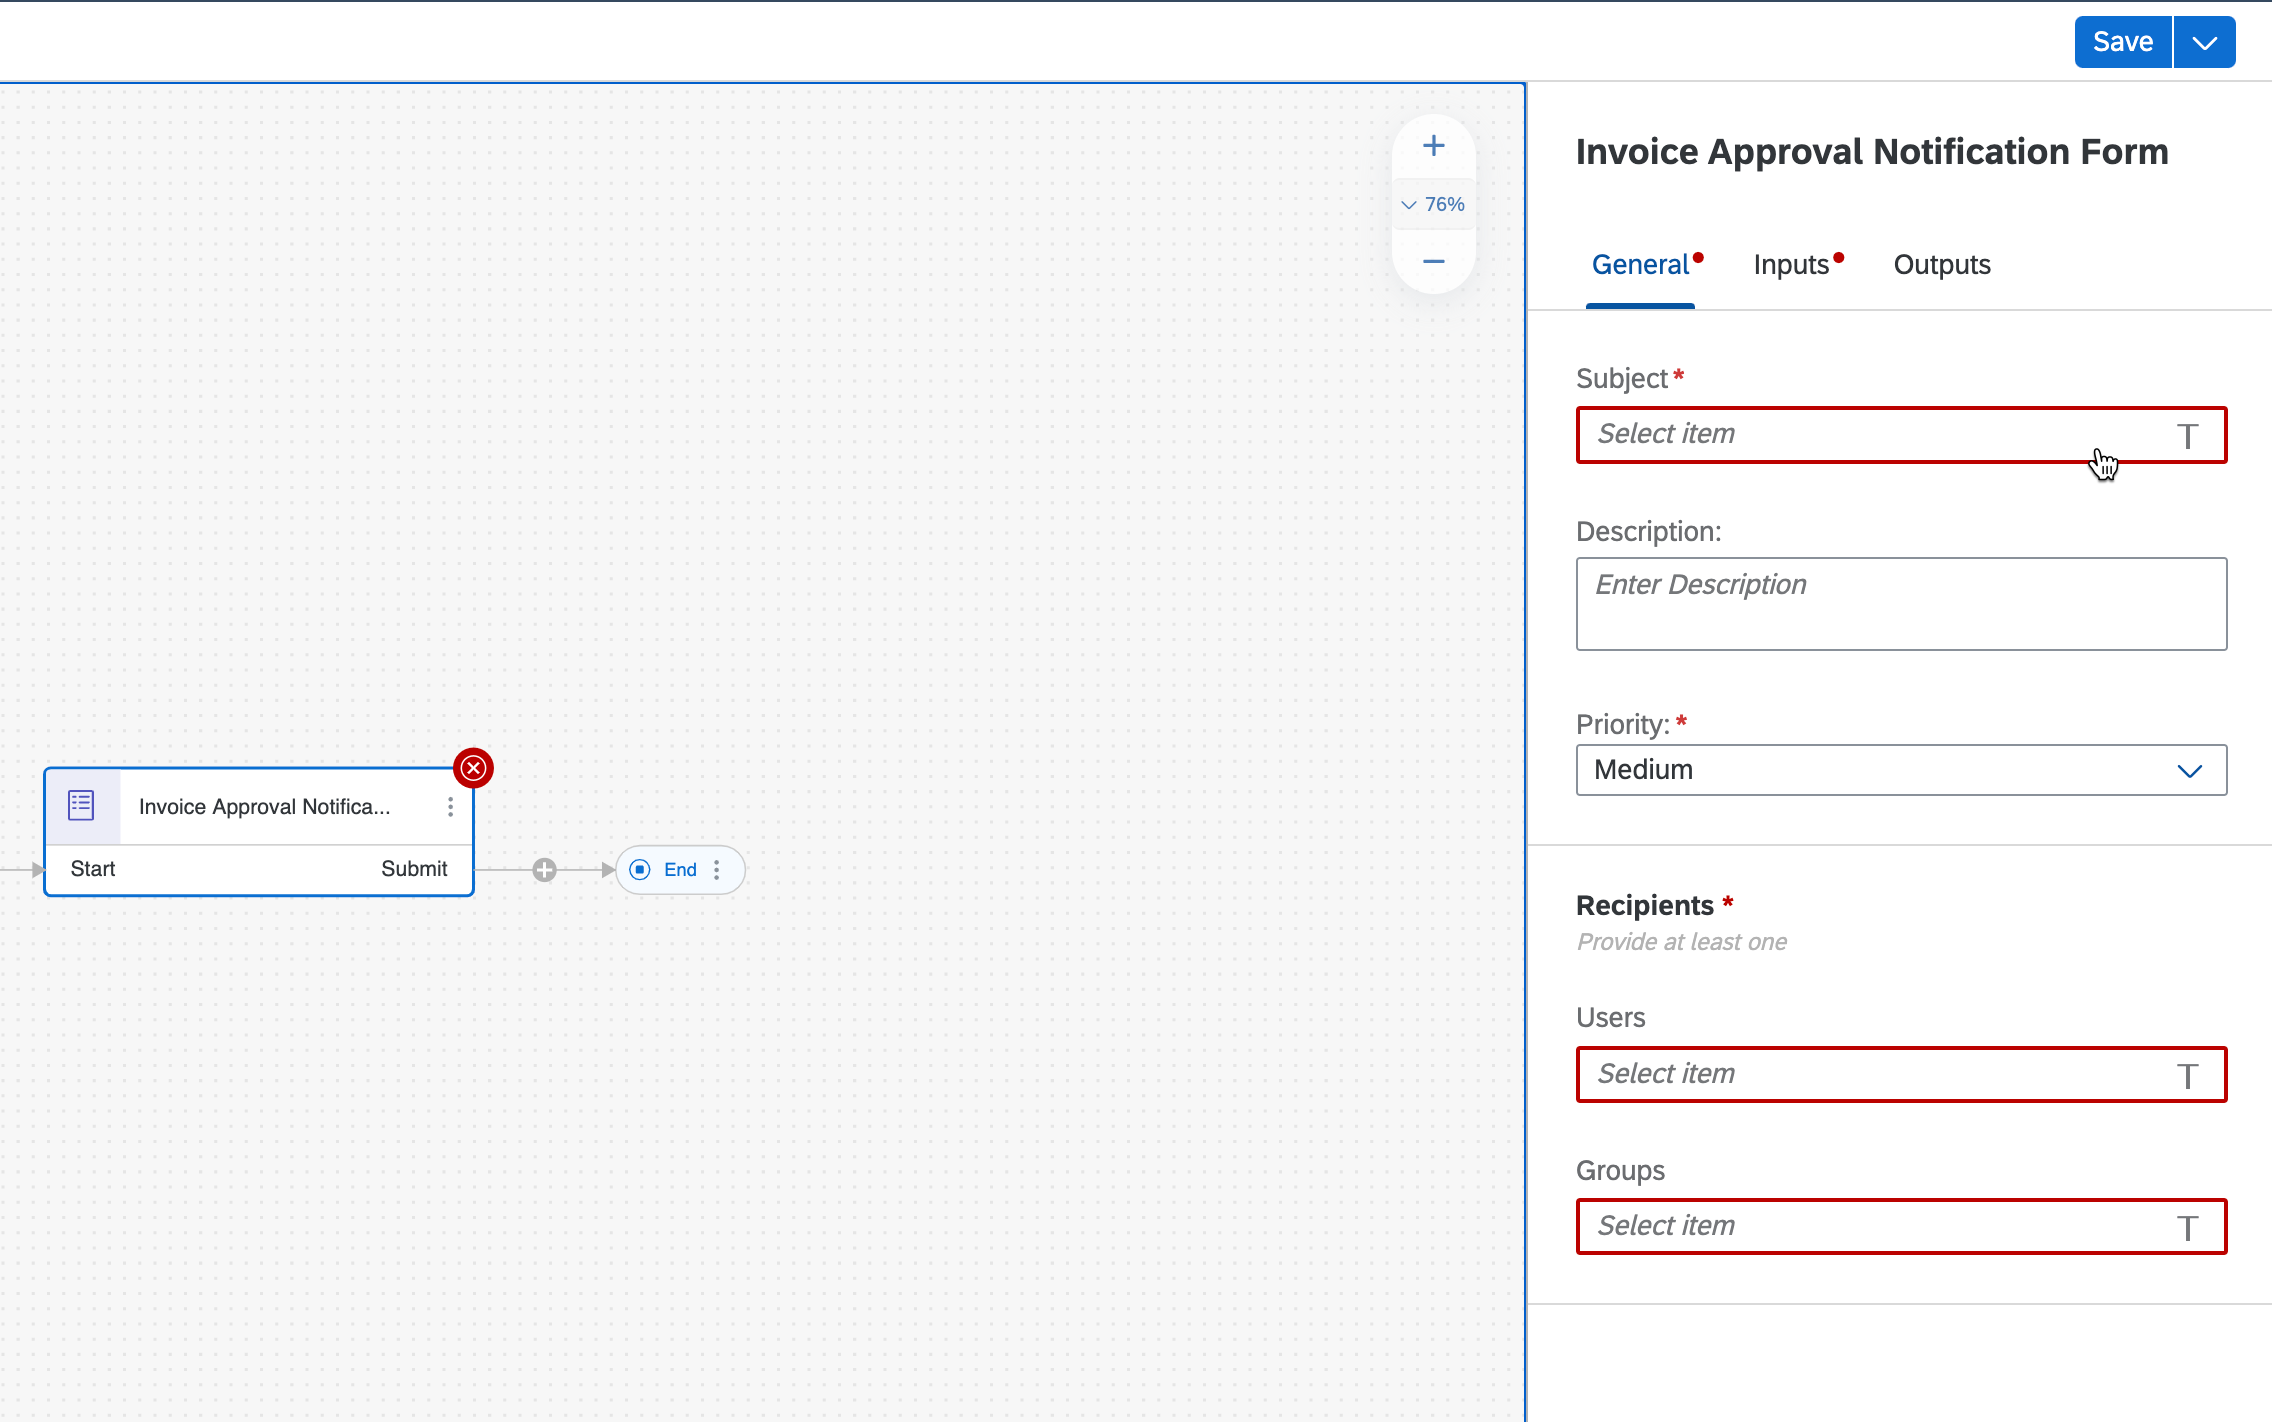 Save
76%
Invoice Approval Notification Form
General Inputs Outputs
Subject*
Select item T
Description:
Enter Description
Priority: *
Medium
Invoice Approval Notifica...
Start Submit
End
Recipients *
Provide at least one
Users
Select item T
Groups
Select item T